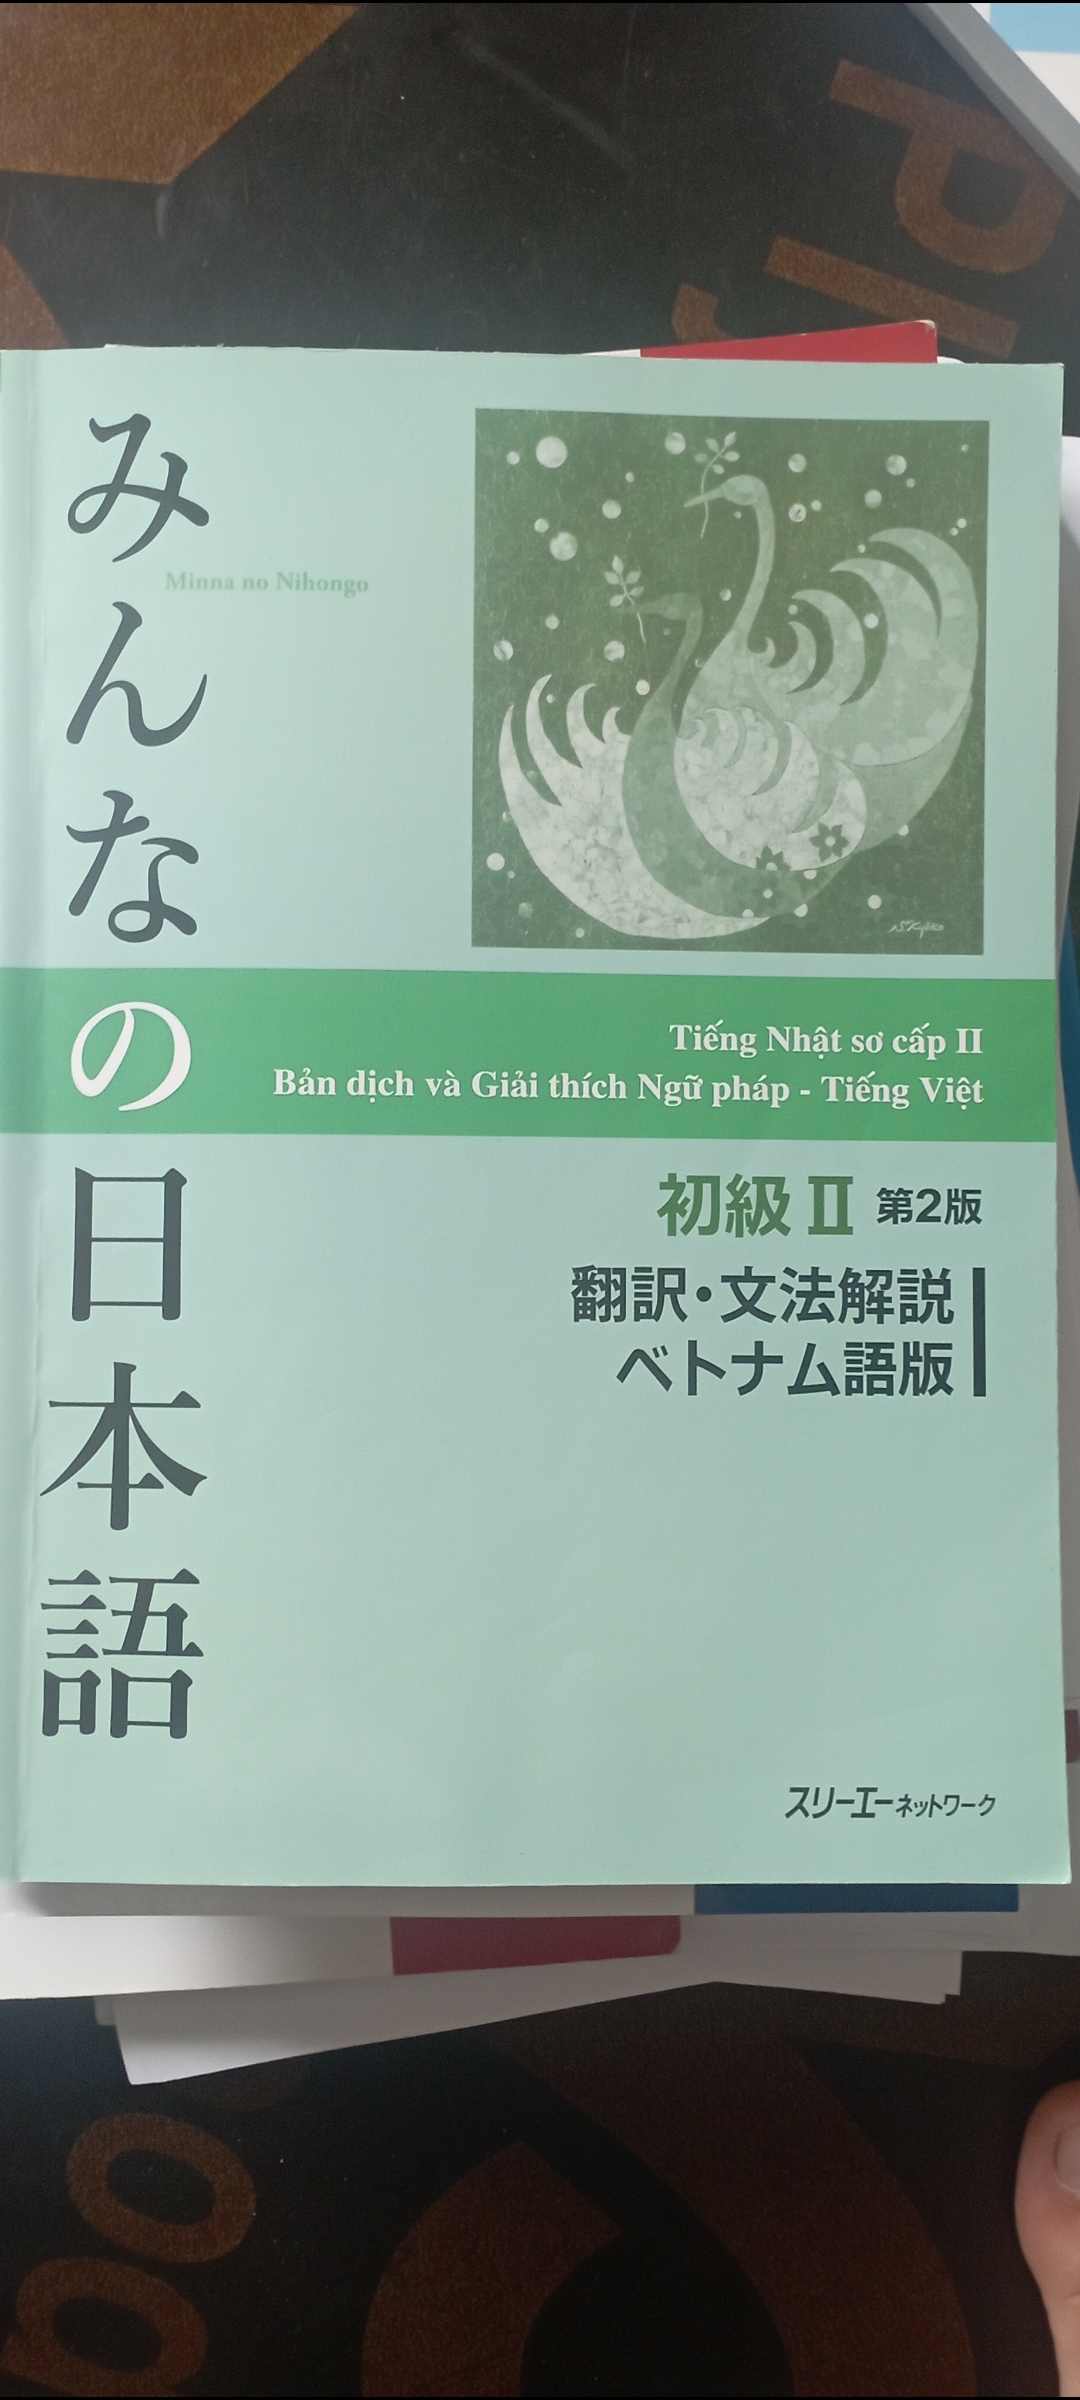 みんなの日本語
Minna no Nihongo
S. Kyōko
Tiếng Nhật sơ cấp II
Bản dịch và Giải thích Ngữ pháp - Tiếng Việt
初級Ⅱ 第2版
翻訳・文法解説
ベトナム語版
スリーエーネットワーク